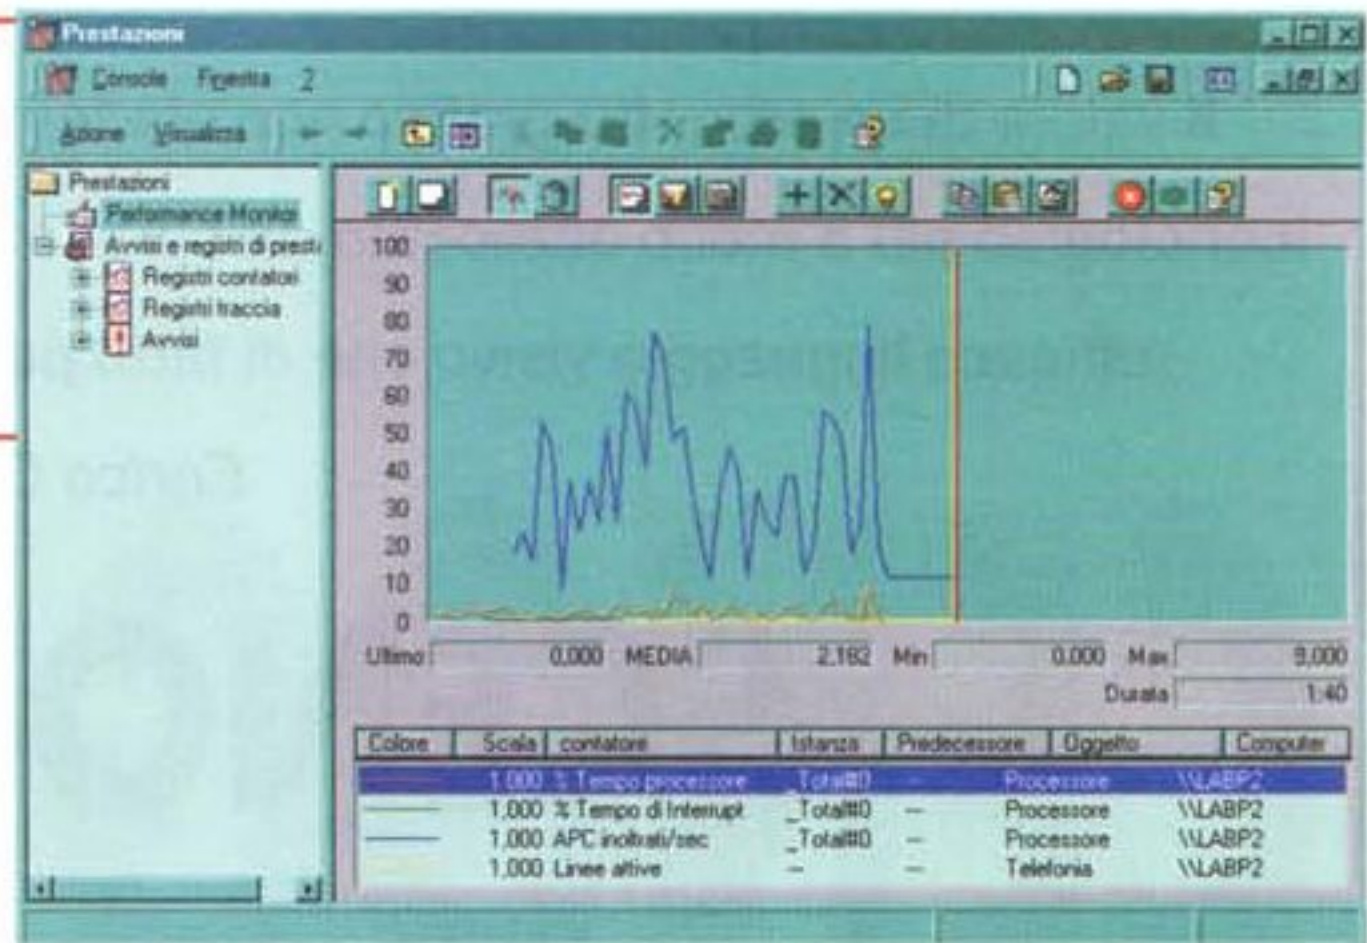 Prestazioni
Console Finestra ?
Azione Visualizza
Prestazioni
Performance Monitor
Avvisi e registri di presta
Registri contatori
Registri traccia
Avvisi
100
90
80
70
60
50
40
30
20
10
0
Ultimo 0,000 MEDIA 2,162 Min 0,000 Max 9,000
Durata 1:40
Colore Scala contatore Istanza Predecessore Oggetto Computer
1,000 % Tempo processore _Total#0 -- Processore \\LABP2
1,000 % Tempo di Interrupt _Total#0 -- Processore \\LABP2
1,000 APC inoltrati/sec _Total#0 -- Processore \\LABP2
1,000 Linee attive -- -- Telefonia \\LABP2